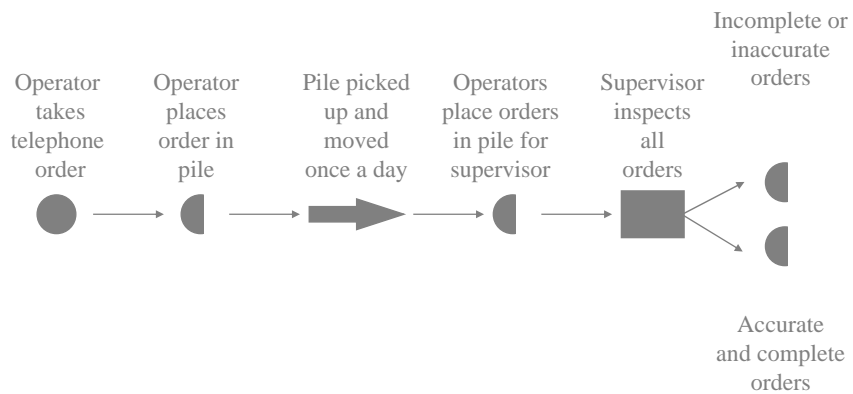 Operator
takes
telephone
order
Operator
places
order in
pile
Pile picked
up and
moved
once a day
Operators
place orders
in pile for
supervisor
Supervisor
inspects
all
orders
Incomplete or
inaccurate
orders
Accurate
and complete
orders